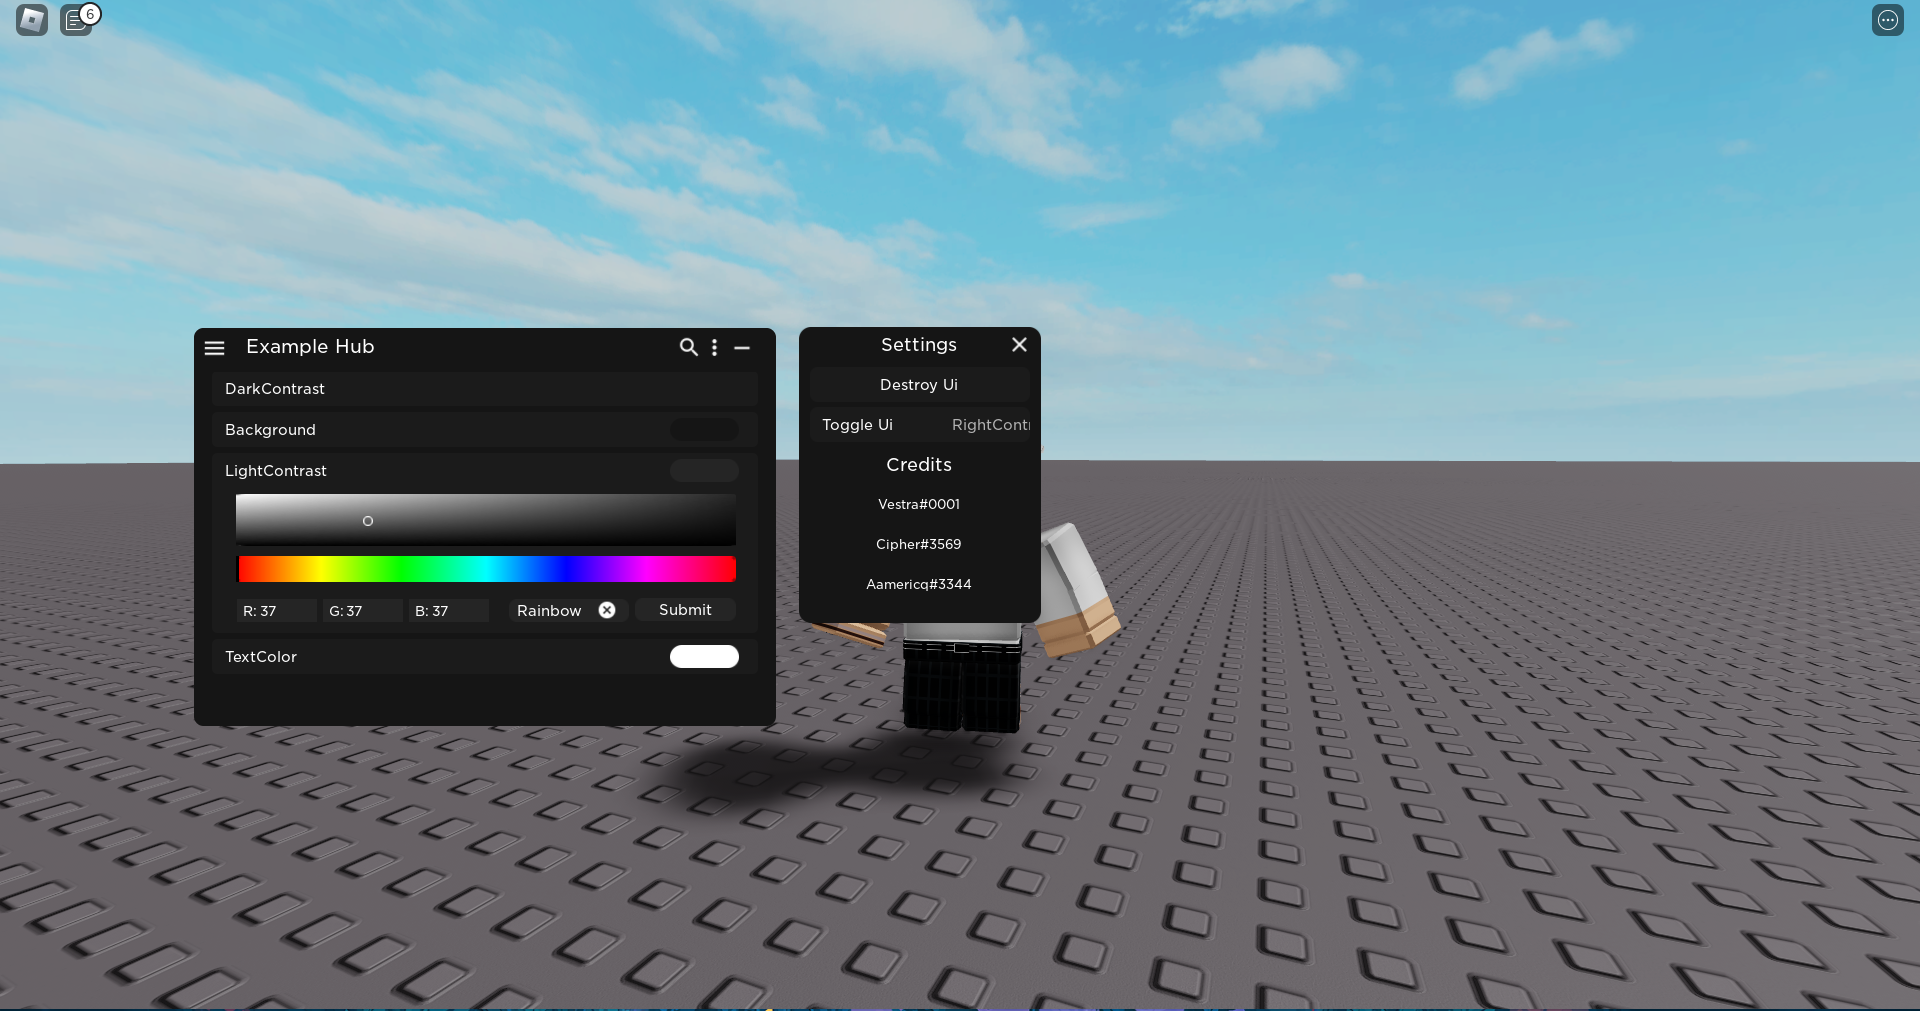 6
Example Hub
DarkContrast
Background
LightContrast
R: 37
G: 37
B: 37
Rainbow
Submit
TextColor
Settings
Destroy Ui
Toggle Ui
RightContr
Credits
Vestra#0001
Cipher#3569
Aamericq#3344